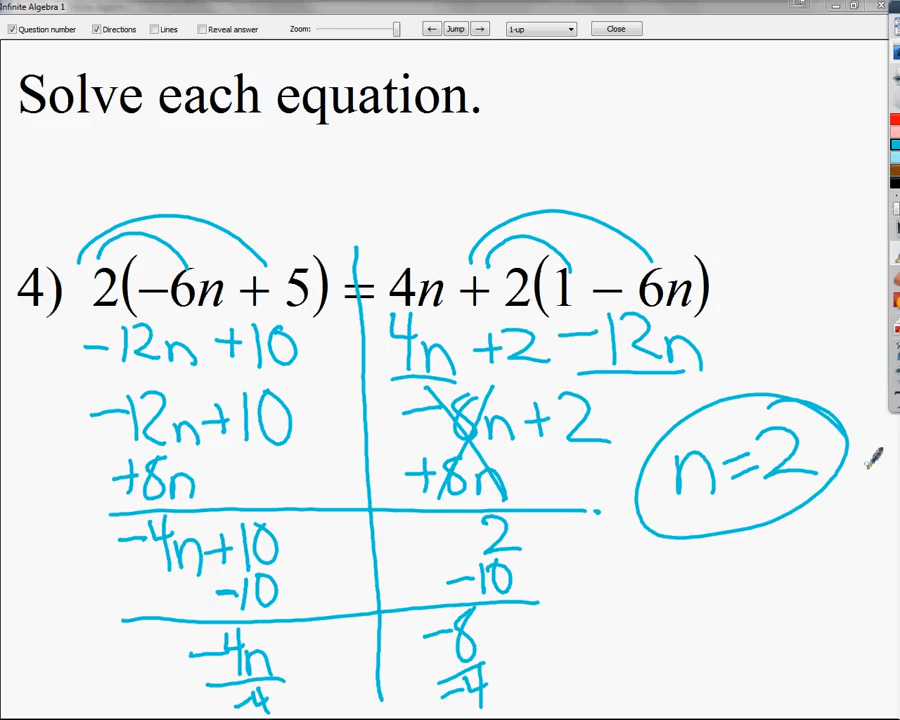 Infinite Algebra 1
Question number Directions Lines Reveal answer Zoom: ← Jump → 1-up Close
Solve each equation.
4) 2(−6n + 5) = 4n + 2(1 − 6n)
-12n +10 4n +2 -12n
-12n+10 -8n+2
+8n +8n
n=2
-4n+10 2
-10 -10
-4n -8
-4 -4